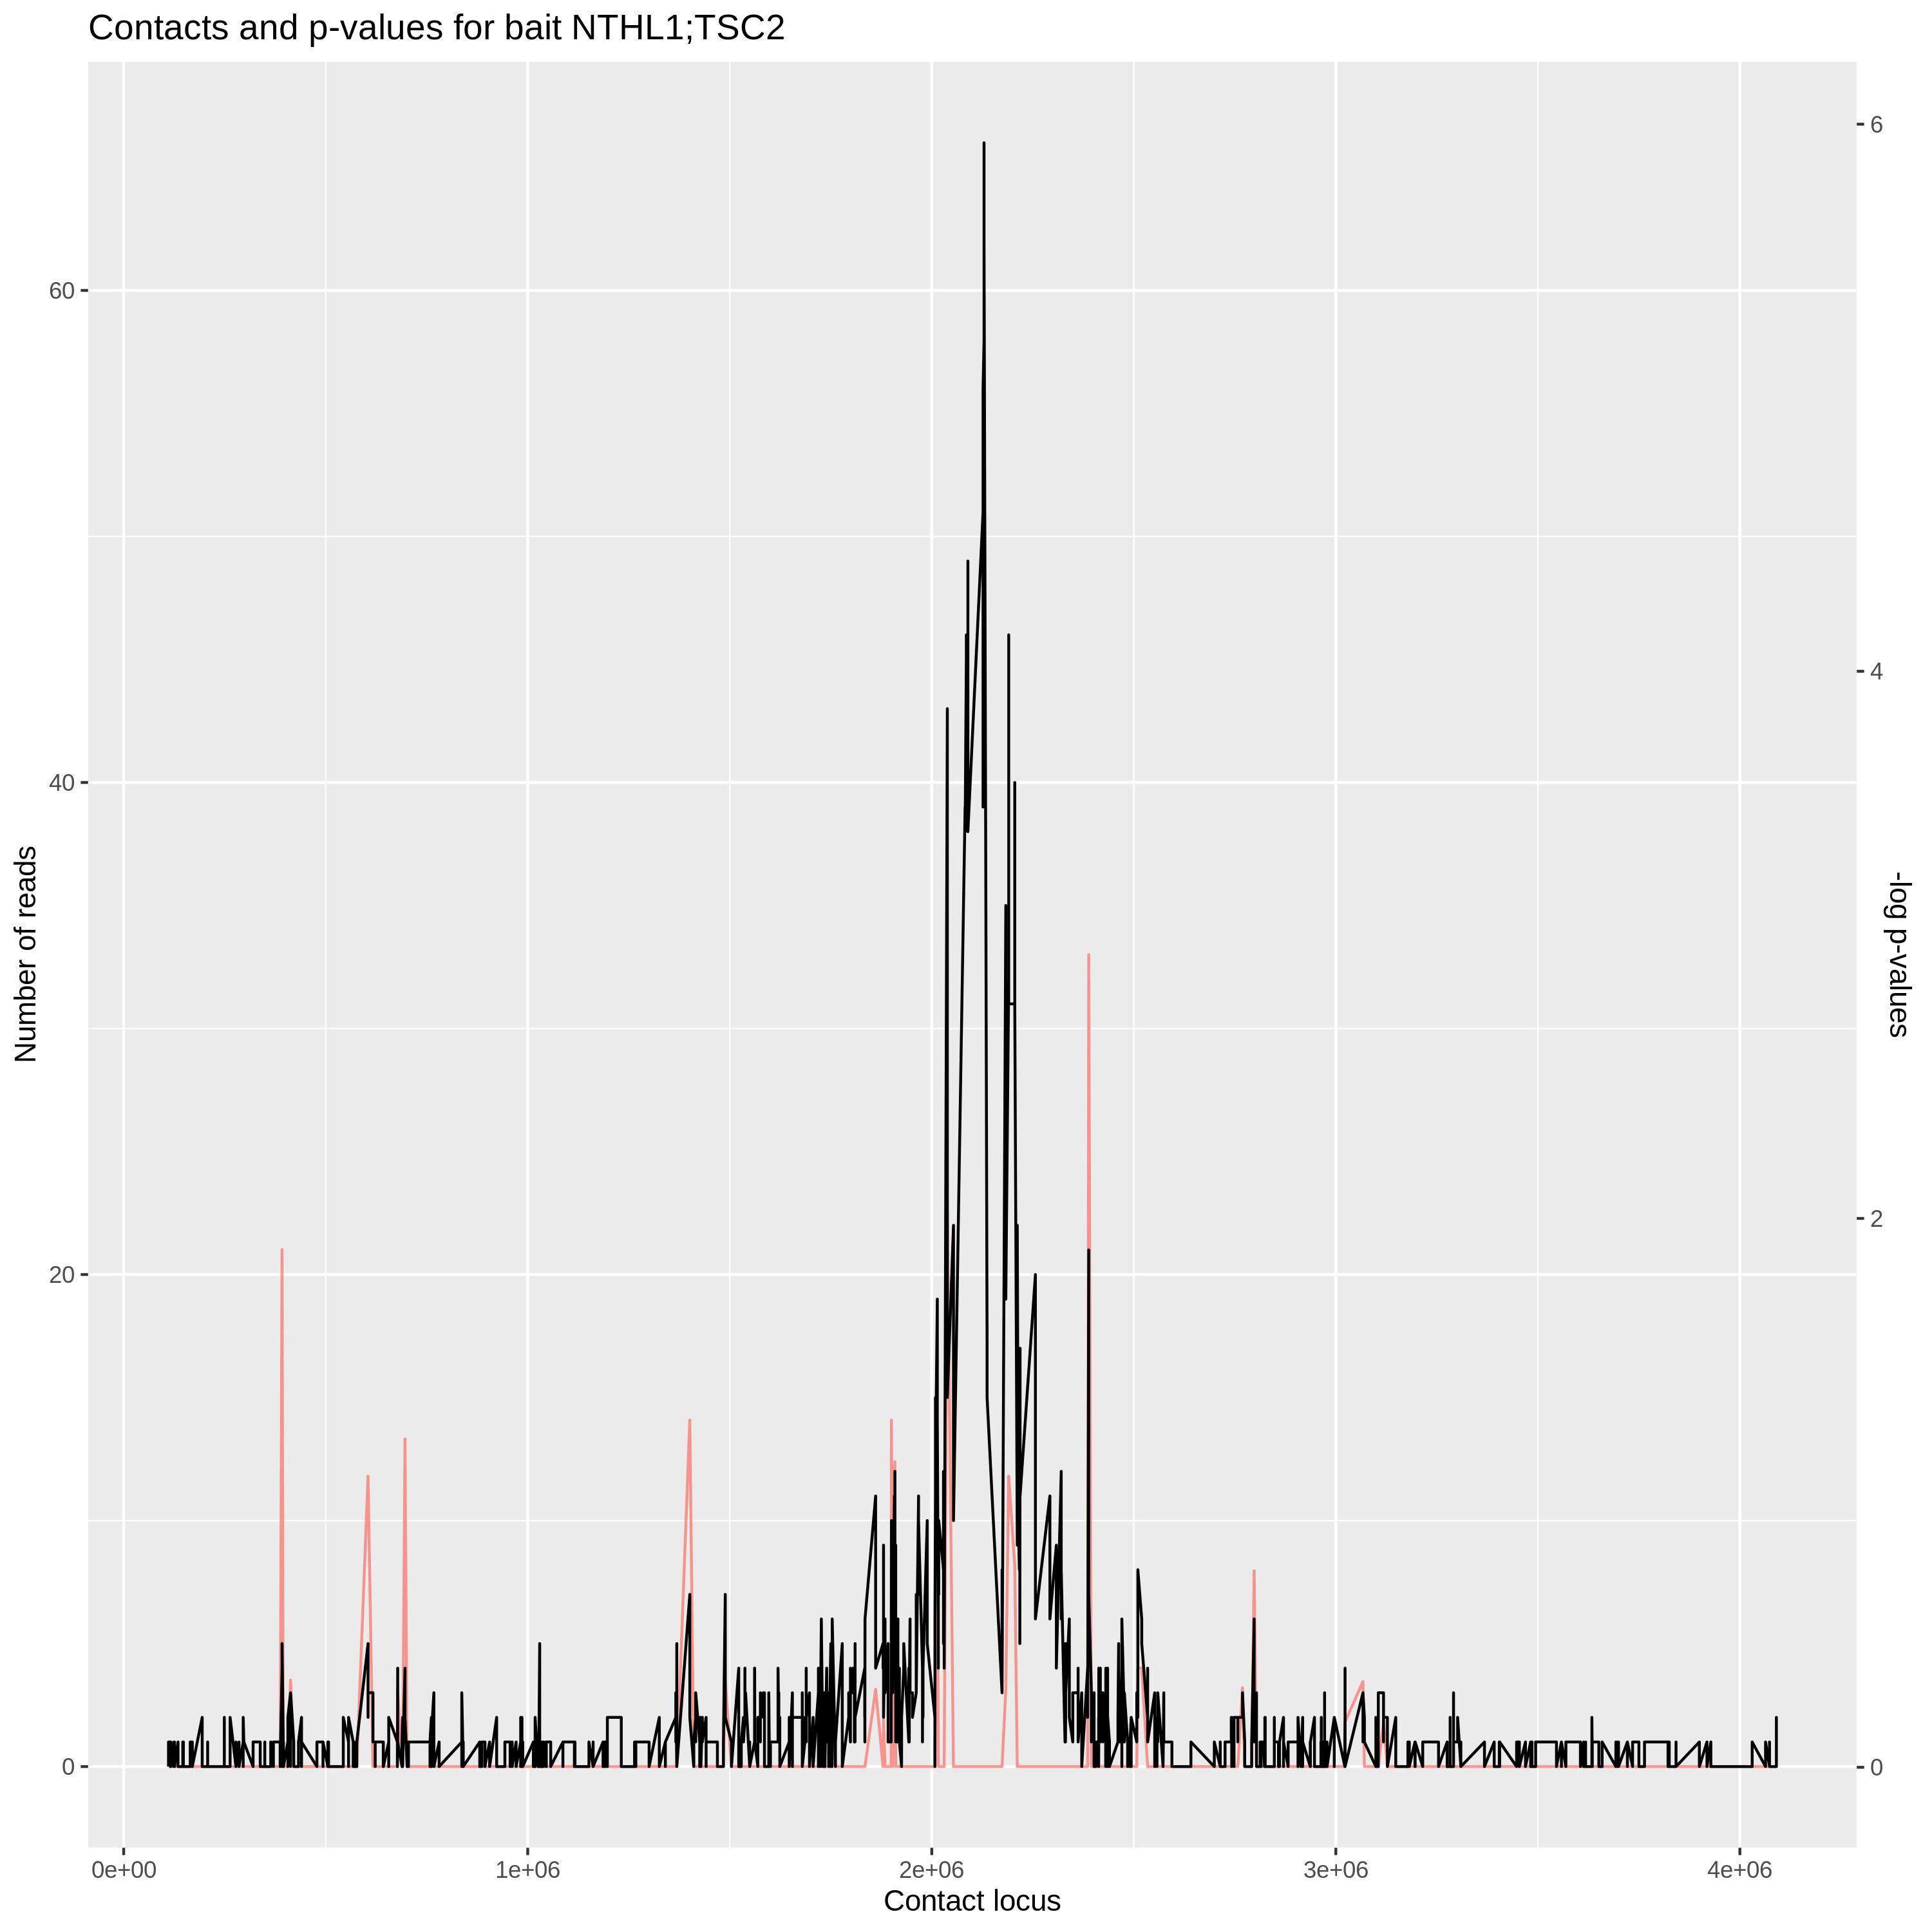 Contacts and p-values for bait NTHL1;TSC2
Number of reads
60
40
20
0
6
4
2
0
-log p-values
0e+00 1e+06 2e+06 3e+06 4e+06
Contact locus